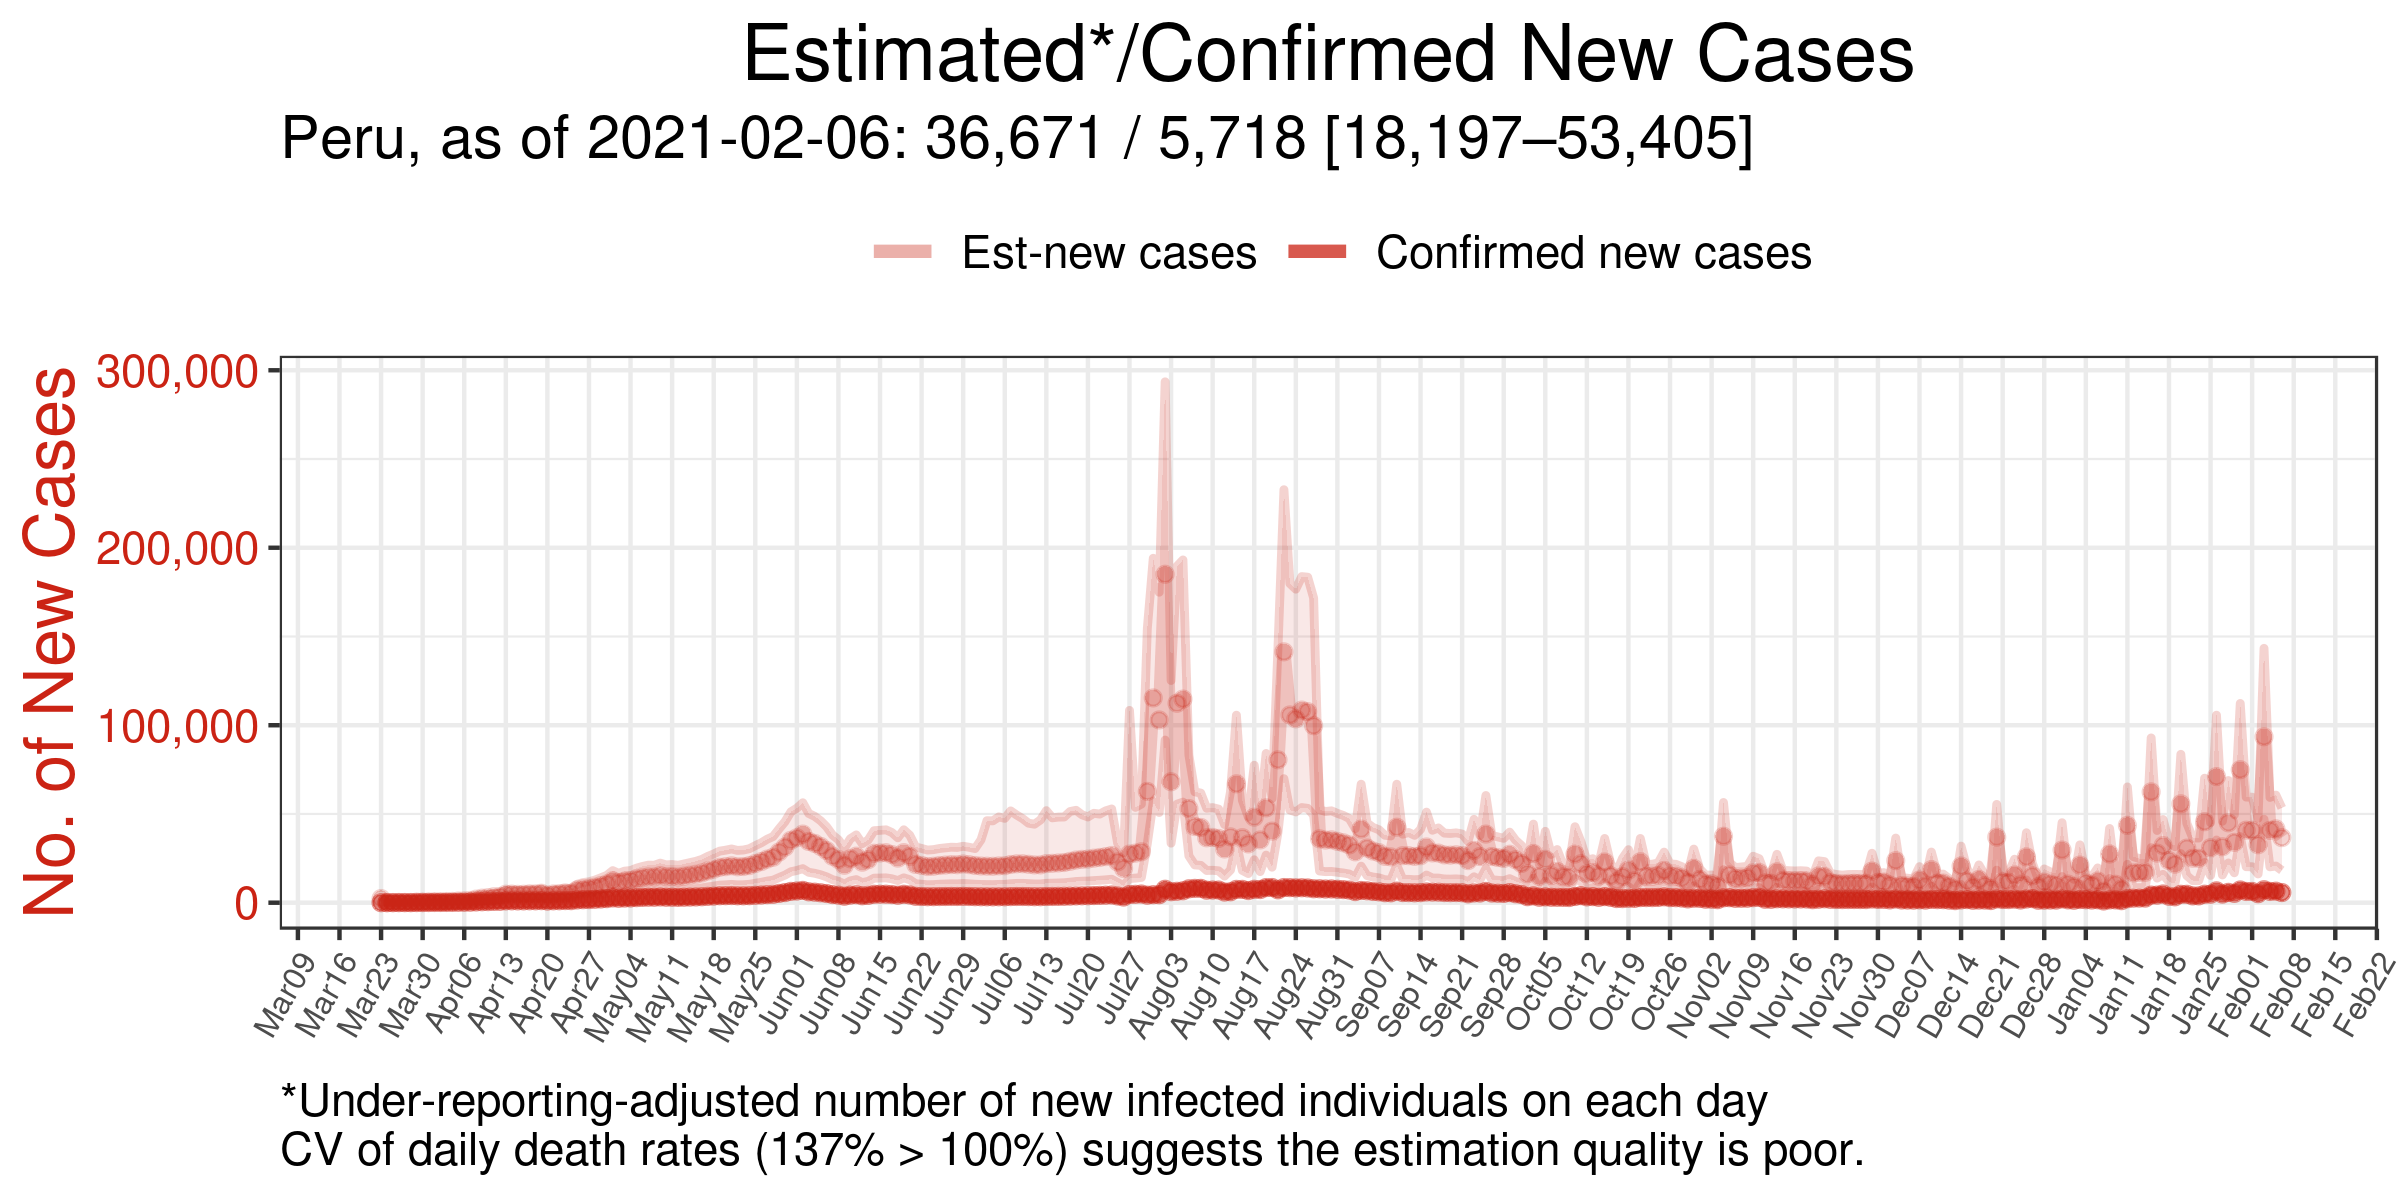 Estimated*/Confirmed New Cases
Peru, as of 2021-02-06: 36,671 / 5,718 [18,197–53,405]
Est-new cases Confirmed new cases
No. of New Cases
300,000
200,000
100,000
0
Mar09 Mar16 Mar23 Mar30 Apr06 Apr13 Apr20 Apr27 May04 May11 May18 May25 Jun01 Jun08 Jun15 Jun22 Jun29 Jul06 Jul13 Jul20 Jul27 Aug03 Aug10 Aug17 Aug24 Aug31 Sep07 Sep14 Sep21 Sep28 Oct05 Oct12 Oct19 Oct26 Nov02 Nov09 Nov16 Nov23 Nov30 Dec07 Dec14 Dec21 Dec28 Jan04 Jan11 Jan18 Jan25 Feb01 Feb08 Feb15 Feb22
*Under-reporting-adjusted number of new infected individuals on each day
CV of daily death rates (137% > 100%) suggests the estimation quality is poor.